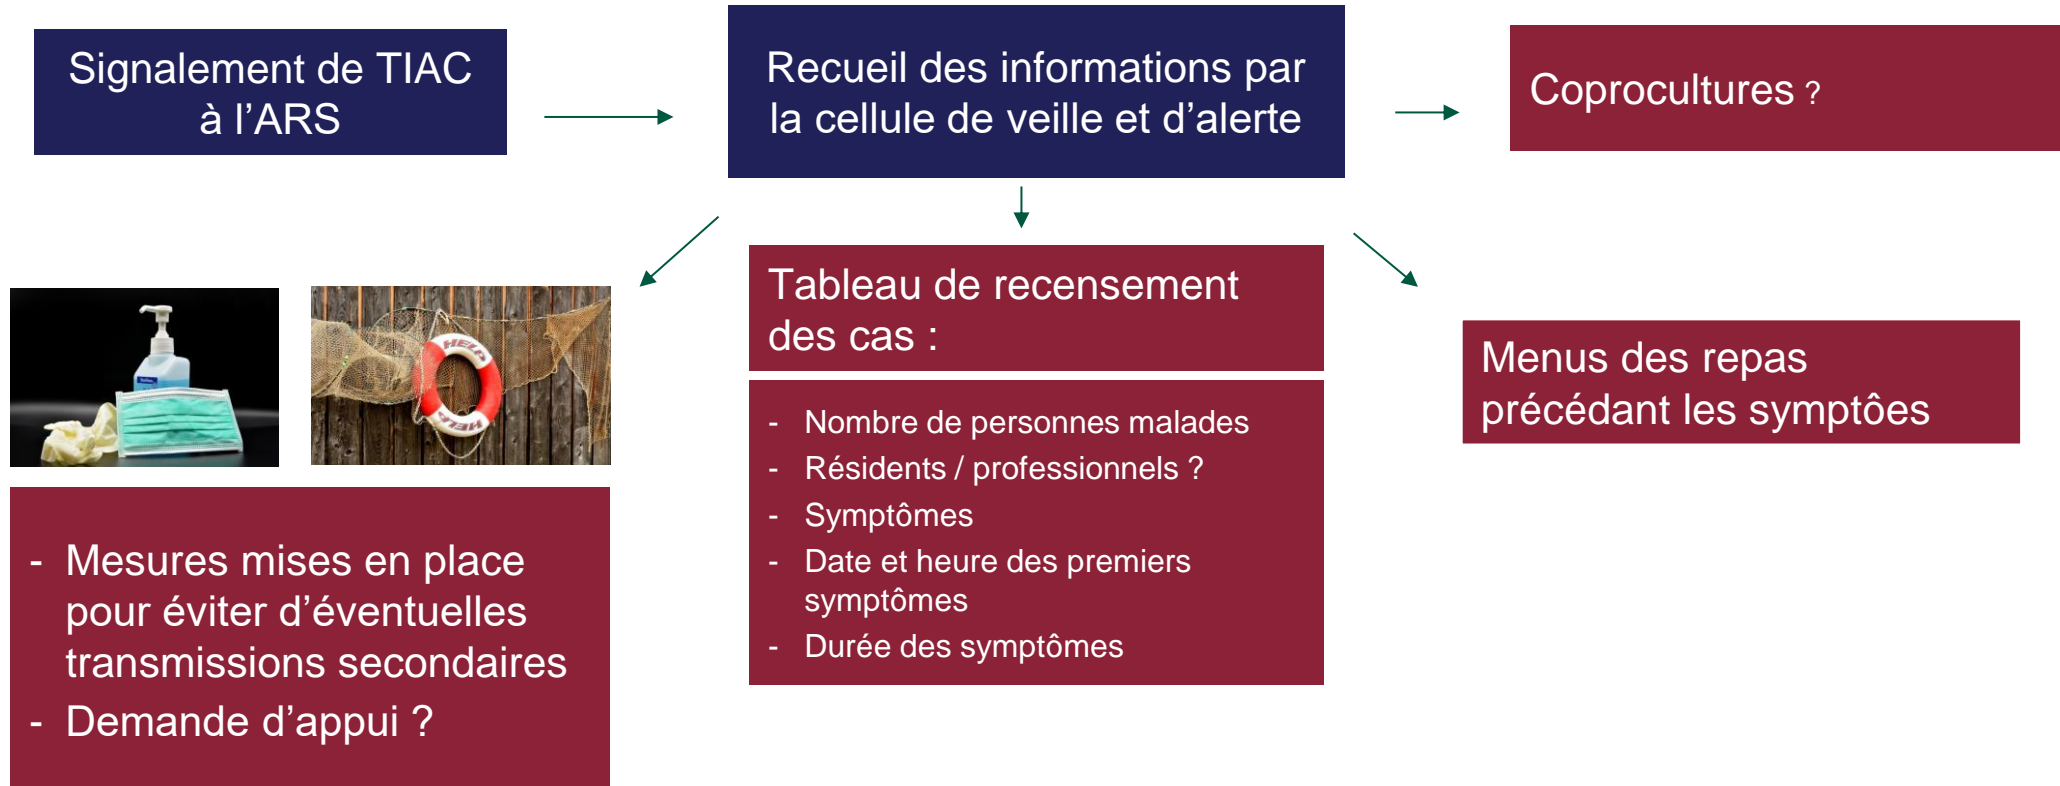 Signalement de TIAC
à l’ARS
Recueil des informations par
la cellule de veille et d’alerte
Coprocultures ?
HELP
HELP
- Mesures mises en place
pour éviter d’éventuelles
transmissions secondaires
- Demande d’appui ?
Tableau de recensement
des cas :
- Nombre de personnes malades
- Résidents / professionnels ?
- Symptômes
- Date et heure des premiers
symptômes
- Durée des symptômes
Menus des repas
précédant les symptôes